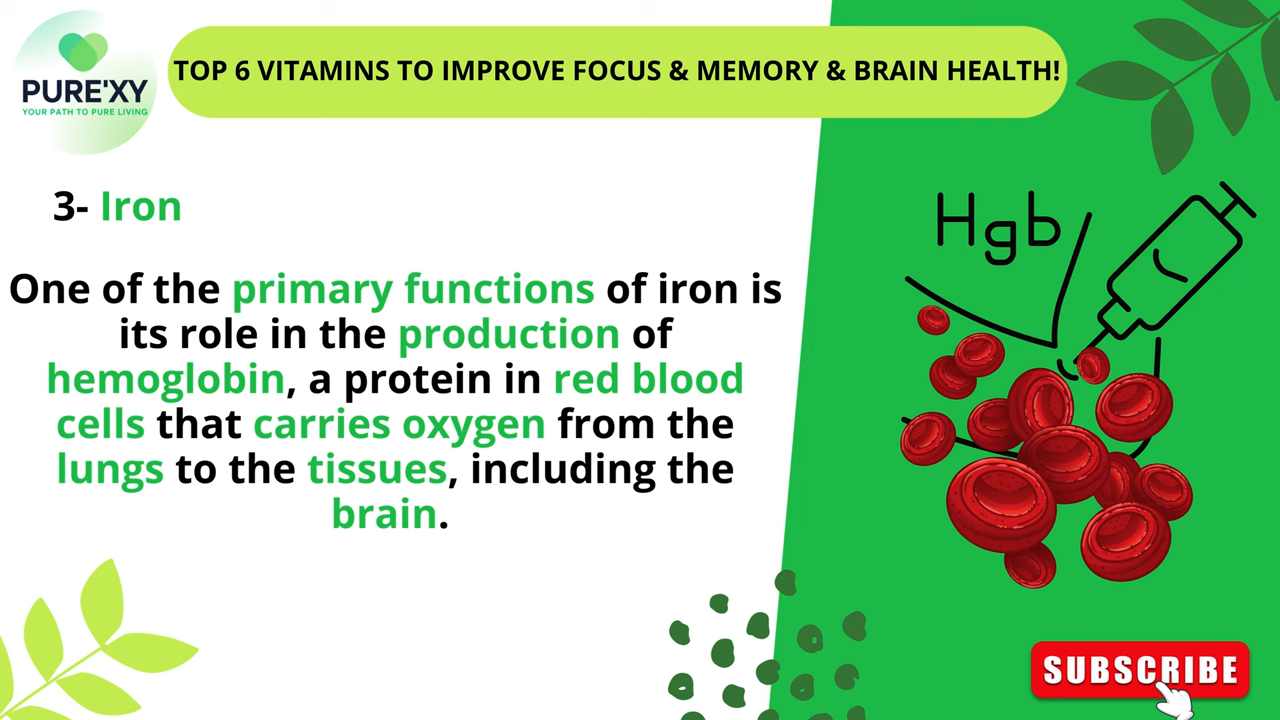 PURE'XY
YOUR PATH TO PURE LIVING
TOP 6 VITAMINS TO IMPROVE FOCUS & MEMORY & BRAIN HEALTH!
3- Iron
One of the primary functions of iron is
its role in the production of
hemoglobin, a protein in red blood
cells that carries oxygen from the
lungs to the tissues, including the
brain.
Hgb
SUBSCRIBE